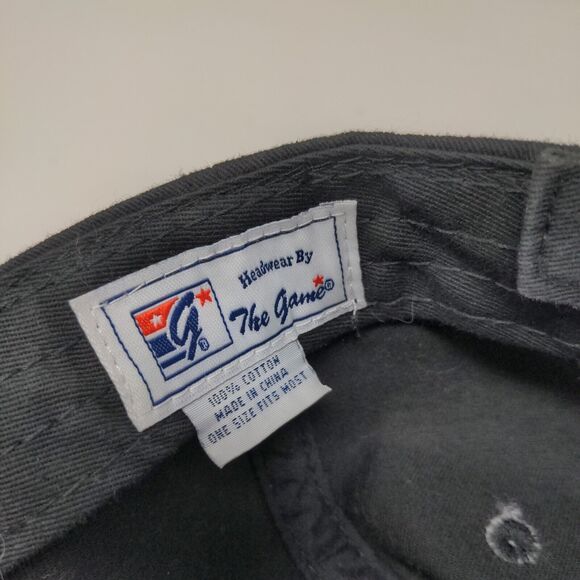 G®
Headwear By
The Game®
100% COTTON
MADE IN CHINA
ONE SIZE FITS MOST